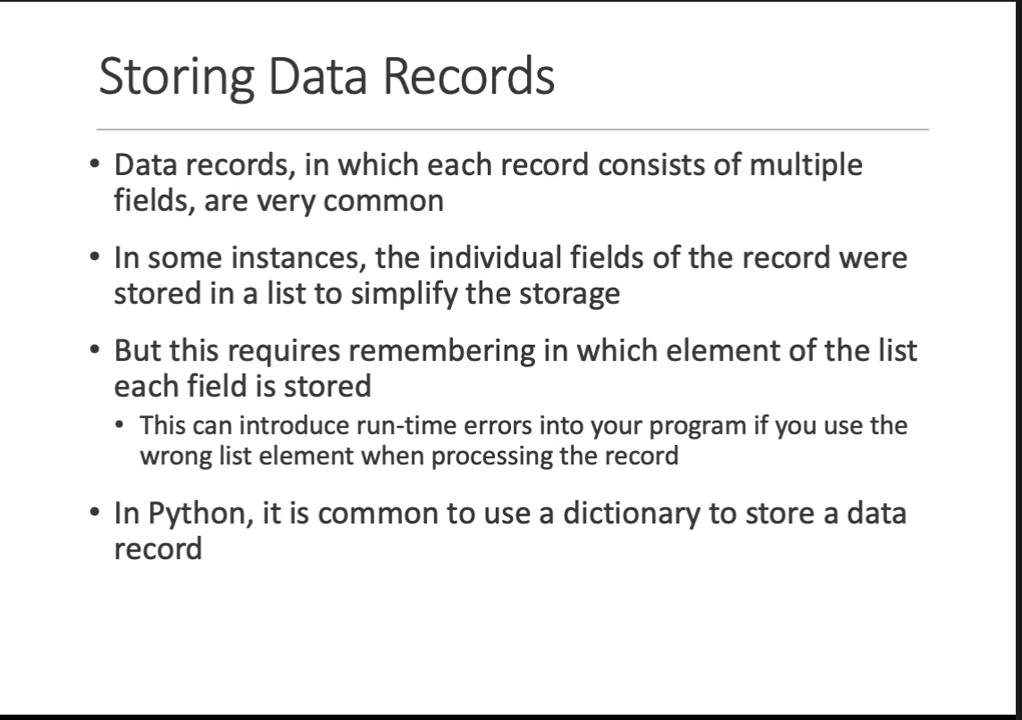 Storing Data Records
• Data records, in which each record consists of multiple
fields, are very common
• In some instances, the individual fields of the record were
stored in a list to simplify the storage
• But this requires remembering in which element of the list
each field is stored
• This can introduce run-time errors into your program if you use the
wrong list element when processing the record
• In Python, it is common to use a dictionary to store a data
record